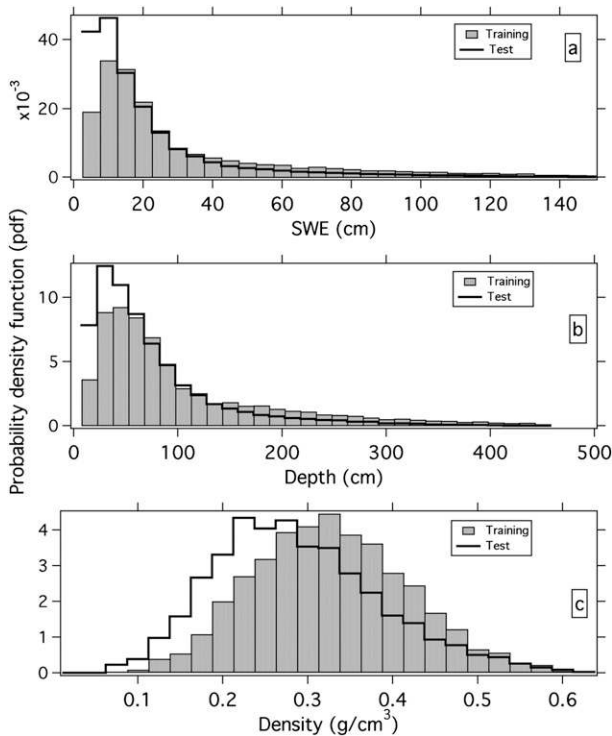 40
20
0
x10⁻³
Training
Test
a
0 20 40 60 80 100 120 140
SWE (cm)
Probability density function (pdf)
10
5
0
Training
Test
b
0 100 200 300 400 500
Depth (cm)
4
3
2
1
0
Training
Test
c
0.1 0.2 0.3 0.4 0.5 0.6
Density (g/cm³)